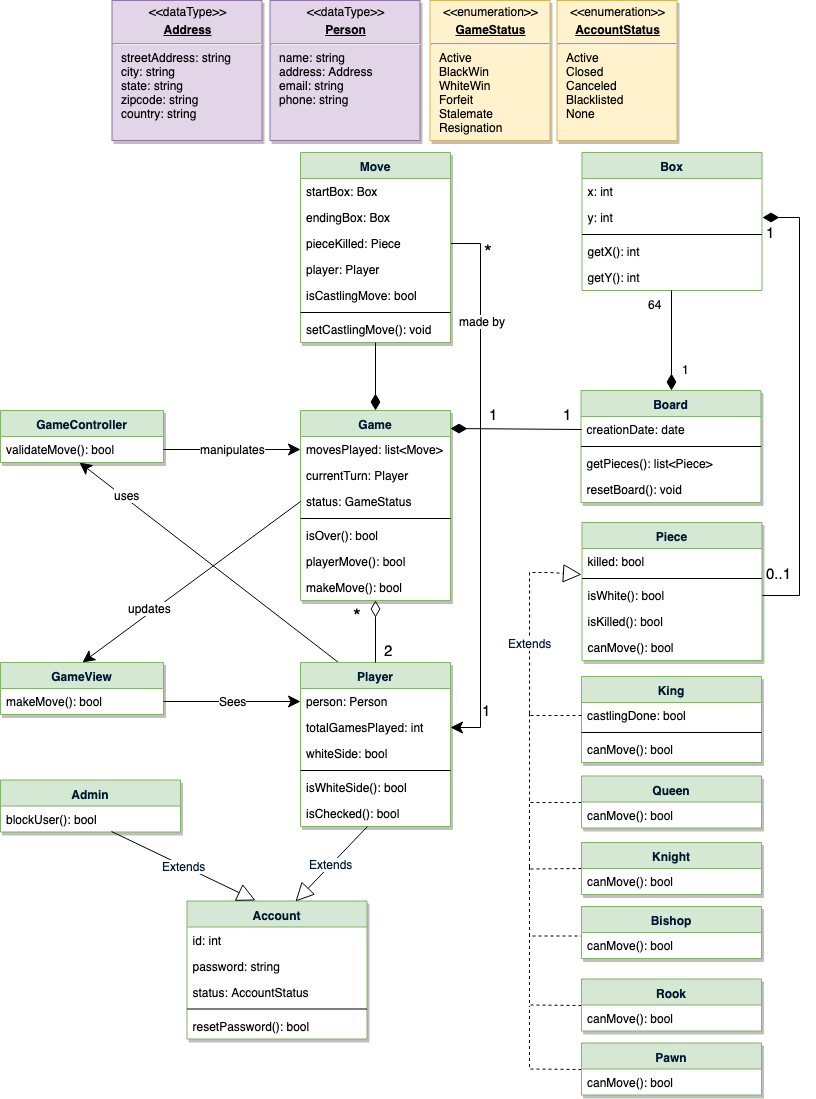 <<dataType>>
Address
streetAddress: string
city: string
state: string
zipcode: string
country: string
<<dataType>>
Person
name: string
address: Address
email: string
phone: string
<<enumeration>>
GameStatus
Active
BlackWin
WhiteWin
Forfeit
Stalemate
Resignation
<<enumeration>>
AccountStatus
Active
Closed
Canceled
Blacklisted
None
Move
startBox: Box
endingBox: Box
pieceKilled: Piece
player: Player
isCastlingMove: bool
setCastlingMove(): void
*
made by
1
Box
x: int
y: int
getX(): int
getY(): int
1
64
1
Board
creationDate: date
getPieces(): list<Piece>
resetBoard(): void
GameController
validateMove(): bool
manipulates
uses
Game
movesPlayed: list<Move>
currentTurn: Player
status: GameStatus
isOver(): bool
playerMove(): bool
makeMove(): bool
1
1
updates
*
2
GameView
makeMove(): bool
Sees
Player
person: Person
totalGamesPlayed: int
whiteSide: bool
isWhiteSide(): bool
isChecked(): bool
Piece
killed: bool
isWhite(): bool
isKilled(): bool
canMove(): bool
0..1
Extends
King
castlingDone: bool
canMove(): bool
Queen
canMove(): bool
Knight
canMove(): bool
Bishop
canMove(): bool
Rook
canMove(): bool
Pawn
canMove(): bool
Admin
blockUser(): bool
Extends
Extends
Account
id: int
password: string
status: AccountStatus
resetPassword(): bool